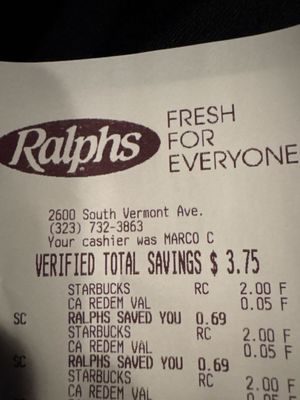 Ralphs
FRESH
FOR
EVERYONE
2600 South Vermont Ave.
(323) 732-3863
Your cashier was MARCO C
VERIFIED TOTAL SAVINGS $ 3.75
STARBUCKS RC 2.00 F
CA REDEM VAL 0.05 F
SC RALPHS SAVED YOU 0.69
STARBUCKS RC 2.00 F
CA REDEM VAL 0.05 F
SC RALPHS SAVED YOU 0.69
STARBUCKS RC 2.00 F
CA REDEM VAL 0.05 F